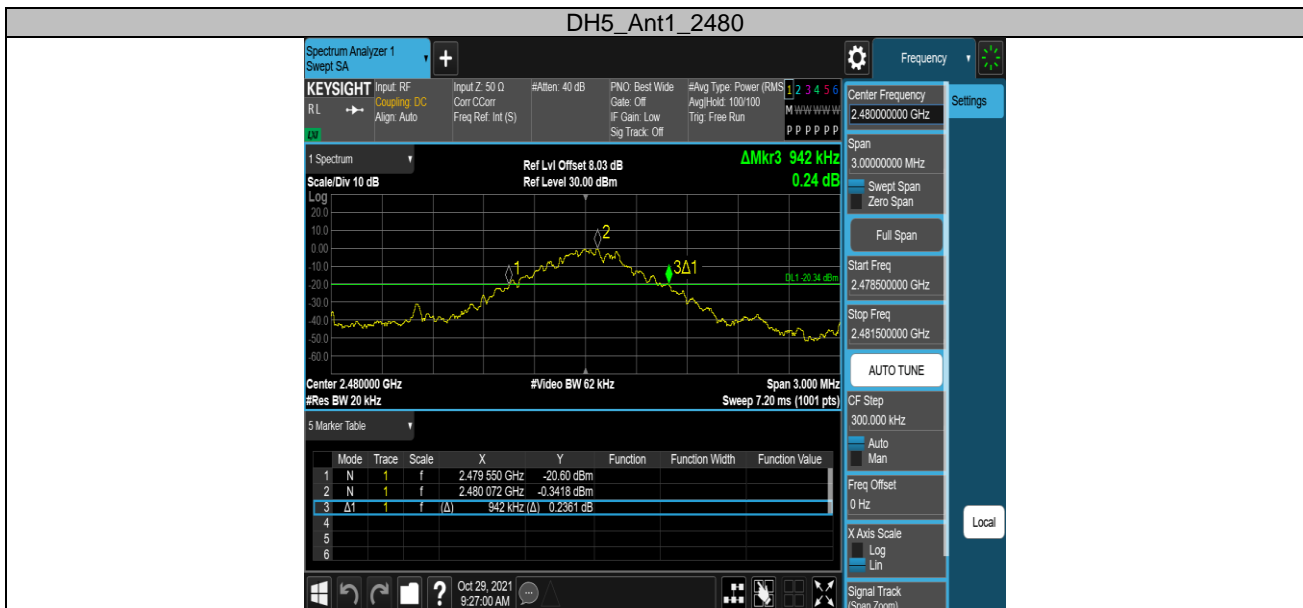 DH5_Ant1_2480
Spectrum Analyzer 1
Swept SA
+
Frequency
KEYSIGHT
R L
LXI
Input: RF
Coupling: DC
Align: Auto
Input Z: 50 Ω
Corr CCorr
Freq Ref: Int (S)
#Atten: 40 dB
PNO: Best Wide
Gate: Off
IF Gain: Low
Sig Track: Off
#Avg Type: Power (RMS
Avg|Hold: 100/100
Trig: Free Run
1 2 3 4 5 6
M W W W W W
P P P P P P
Center Frequency
2.480000000 GHz
Settings
Span
3.00000000 MHz
Swept Span
Zero Span
Full Span
Start Freq
2.478500000 GHz
Stop Freq
2.481500000 GHz
AUTO TUNE
CF Step
300.000 kHz
Auto
Man
Freq Offset
0 Hz
X Axis Scale
Log
Lin
Signal Track
(Span Zoom)
Local
1 Spectrum
Scale/Div 10 dB
Ref Lvl Offset 8.03 dB
Ref Level 30.00 dBm
ΔMkr3 942 kHz
0.24 dB
Log
20.0
10.0
0.00
-10.0
-20.0
-30.0
-40.0
-50.0
-60.0
1
2
3Δ1
DL1 -20.34 dBm
Center 2.480000 GHz
#Video BW 62 kHz
Span 3.000 MHz
#Res BW 20 kHz
Sweep 7.20 ms (1001 pts)
5 Marker Table
Mode Trace Scale X Y Function Function Width Function Value
1 N 1 f 2.479 550 GHz -20.60 dBm
2 N 1 f 2.480 072 GHz -0.3418 dBm
3 Δ1 1 f (Δ) 942 kHz (Δ) 0.2361 dB
4
5
6
?
Oct 29, 2021
9:27:00 AM